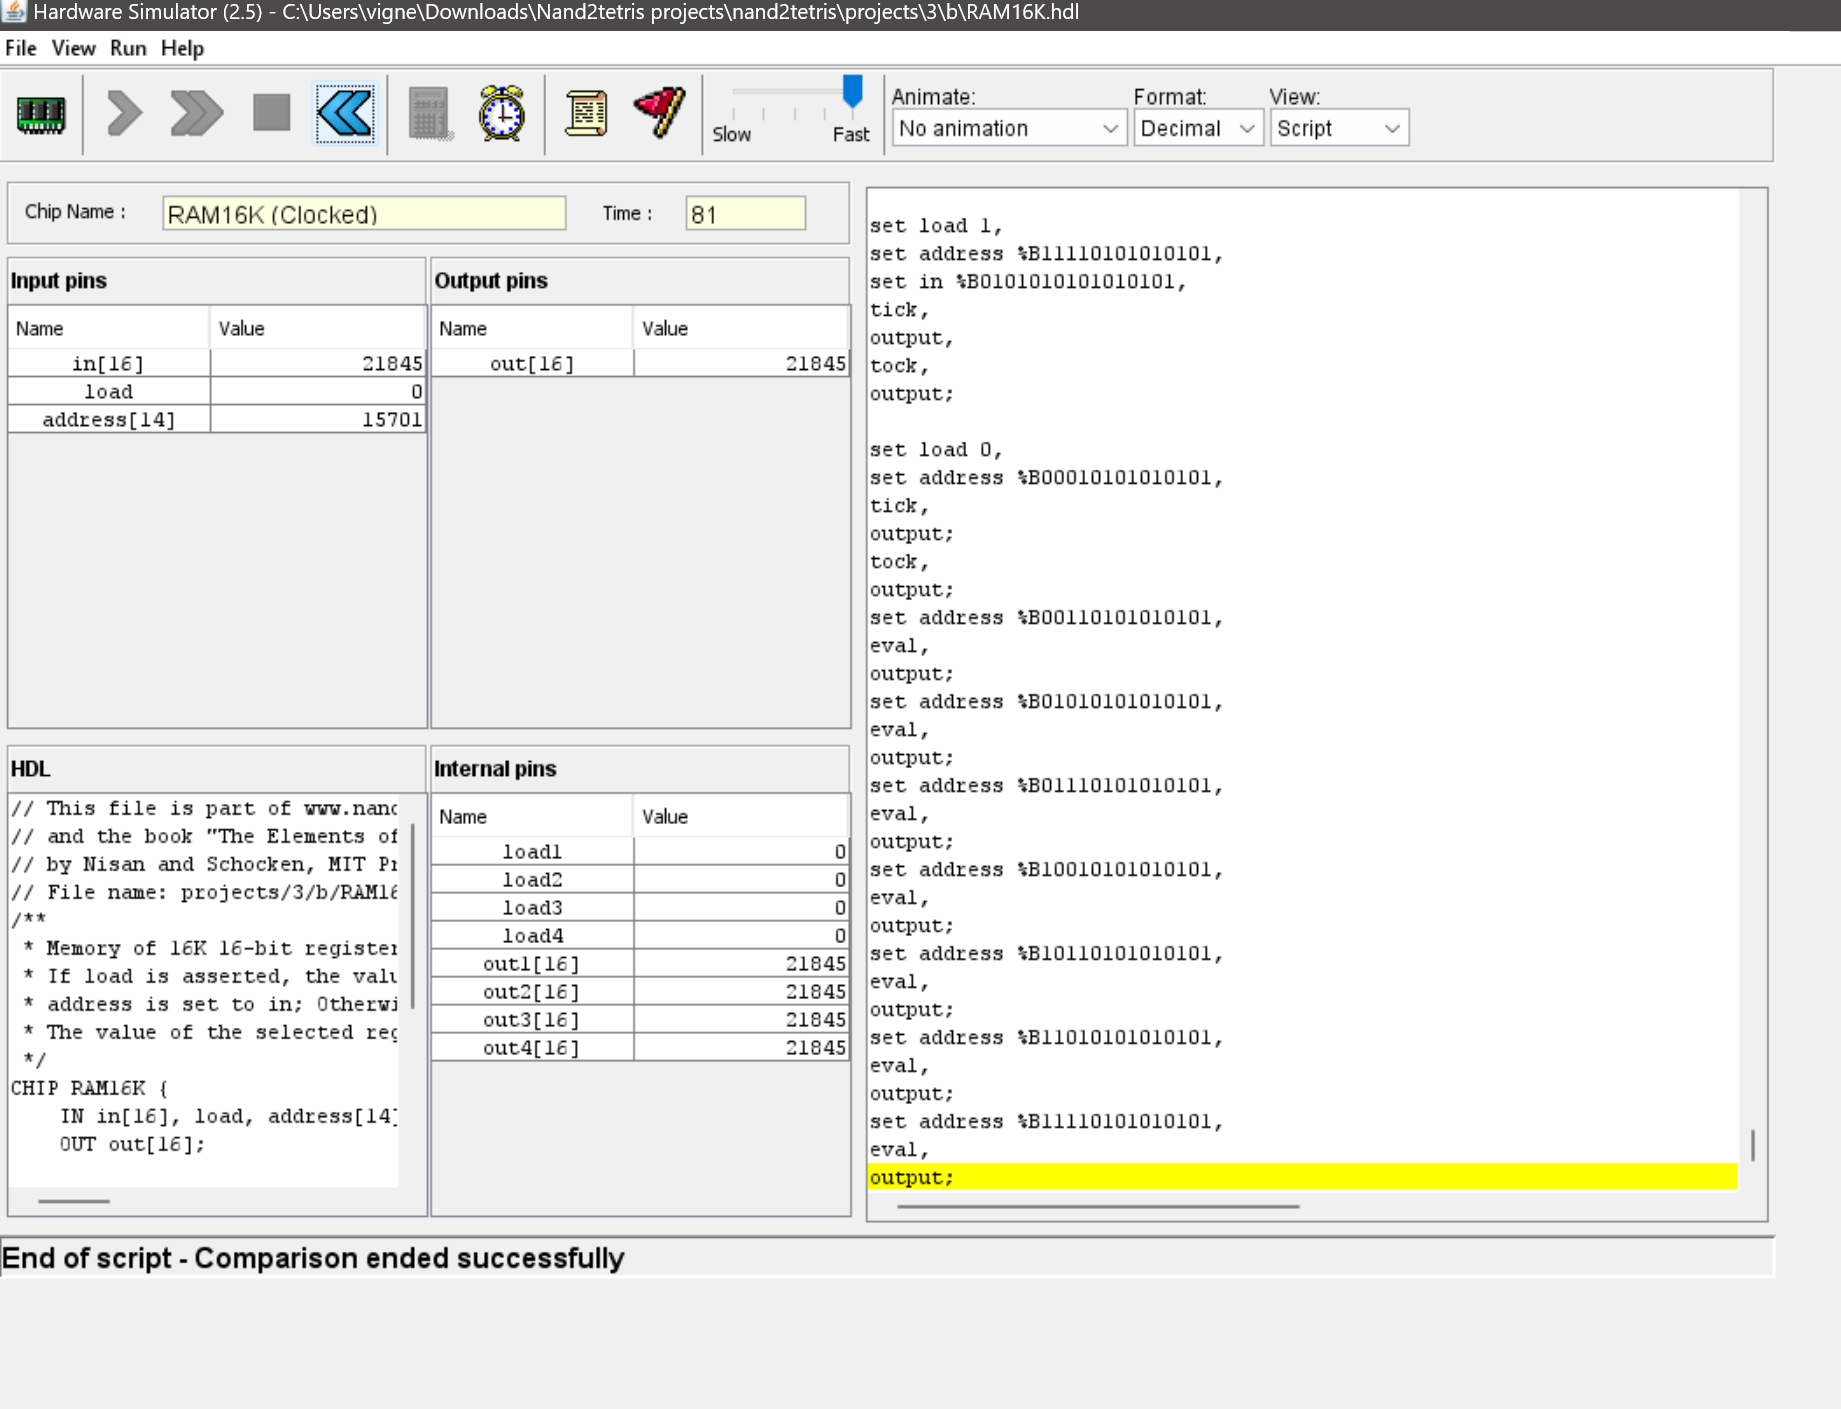 Hardware Simulator (2.5) - C:\Users\vigne\Downloads\Nand2tetris projects\nand2tetris\projects\3\b\RAM16K.hdl
File View Run Help
Slow Fast
Animate: Format: View:
No animation Decimal Script
Chip Name : RAM16K (Clocked) Time : 81
Input pins
Name Value
in[16] 21845
load 0
address[14] 15701
Output pins
Name Value
out[16] 21845
HDL
// This file is part of www.nand
// and the book "The Elements of
// by Nisan and Schocken, MIT Pr
// File name: projects/3/b/RAM16
/**
* Memory of 16K 16-bit register
* If load is asserted, the valu
* address is set to in; Otherwi
* The value of the selected reg
*/
CHIP RAM16K {
IN in[16], load, address[14]
OUT out[16];
Internal pins
Name Value
load1 0
load2 0
load3 0
load4 0
out1[16] 21845
out2[16] 21845
out3[16] 21845
out4[16] 21845
set load 1,
set address %B11110101010101,
set in %B0101010101010101,
tick,
output,
tock,
output;
set load 0,
set address %B00010101010101,
tick,
output;
tock,
output;
set address %B00110101010101,
eval,
output;
set address %B01010101010101,
eval,
output;
set address %B01110101010101,
eval,
output;
set address %B10010101010101,
eval,
output;
set address %B10110101010101,
eval,
output;
set address %B11010101010101,
eval,
output;
set address %B11110101010101,
eval,
output;
End of script - Comparison ended successfully